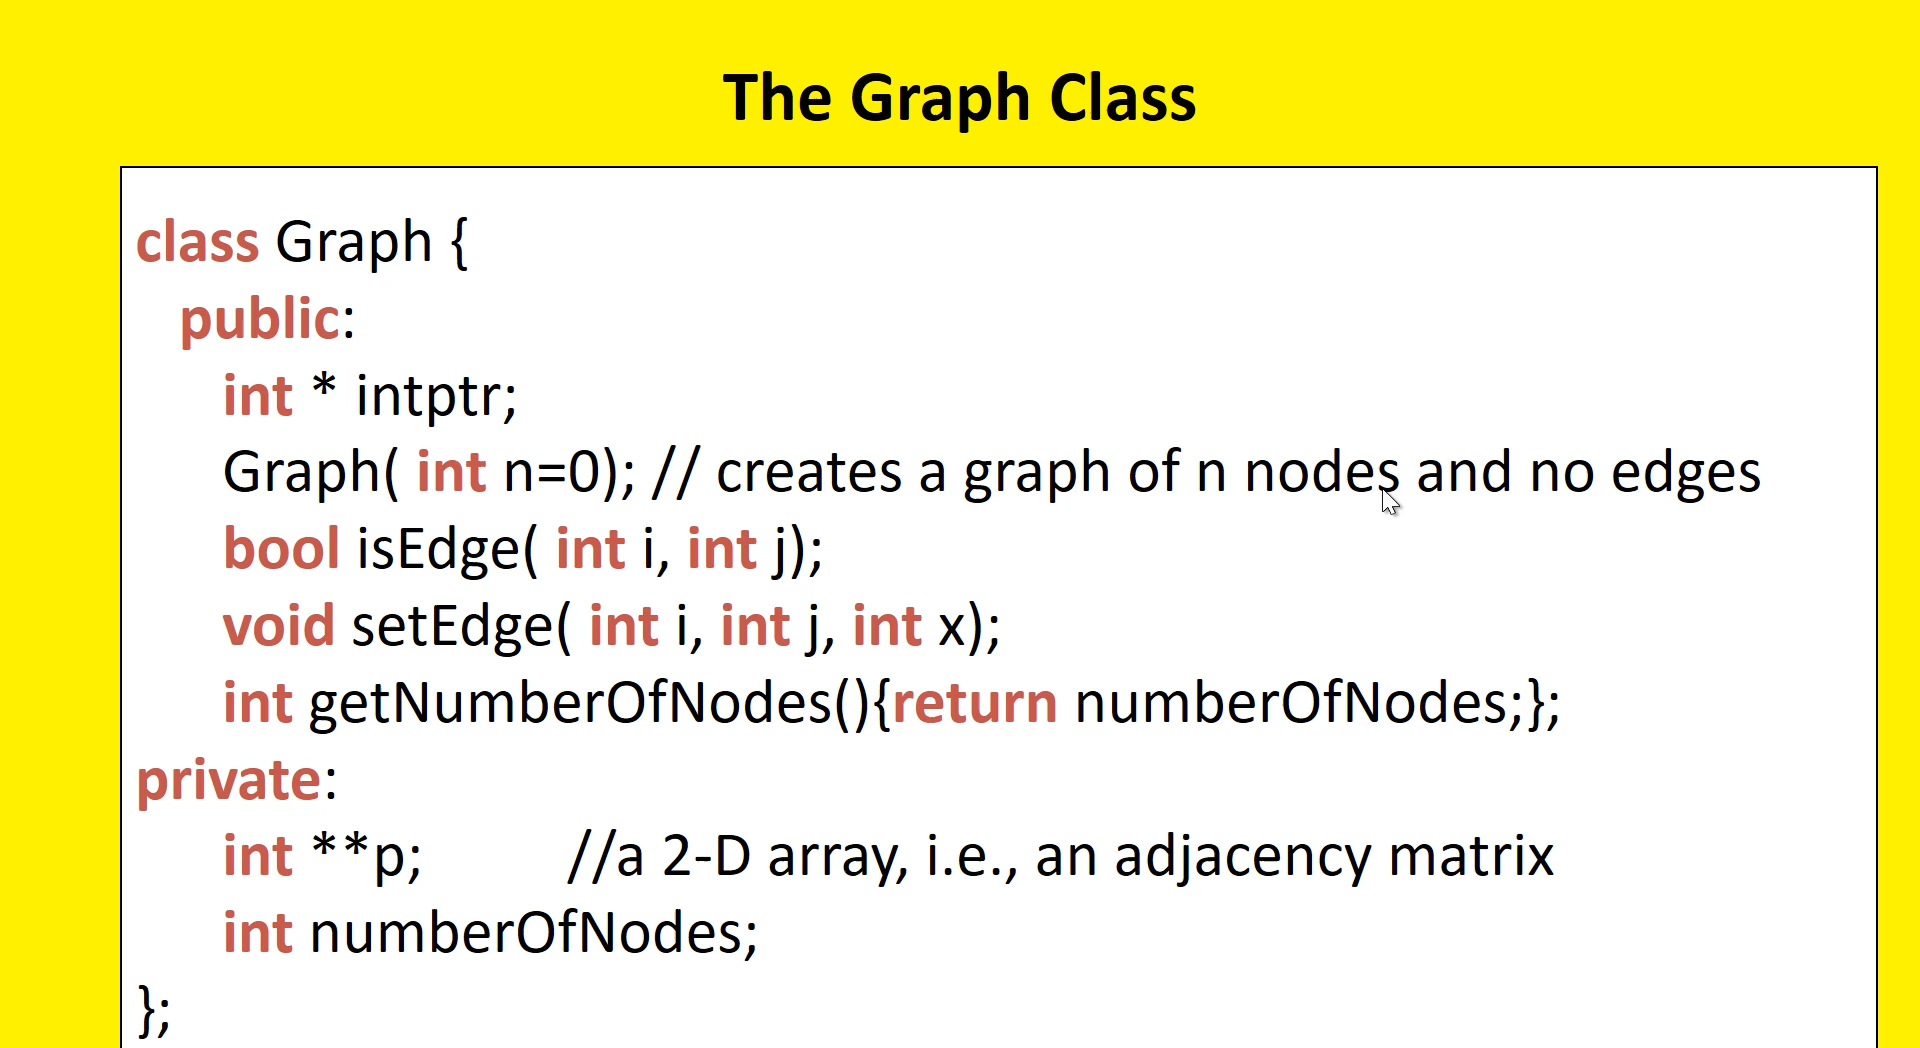 The Graph Class
class Graph {
public:
int * intptr;
Graph( int n=0); // creates a graph of n nodes and no edges
bool isEdge( int i, int j);
void setEdge( int i, int j, int x);
int getNumberOfNodes(){return numberOfNodes;};
private:
int **p; //a 2-D array, i.e., an adjacency matrix
int numberOfNodes;
};